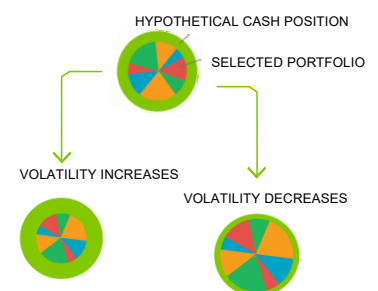 HYPOTHETICAL CASH POSITION
SELECTED PORTFOLIO
VOLATILITY INCREASES
VOLATILITY DECREASES